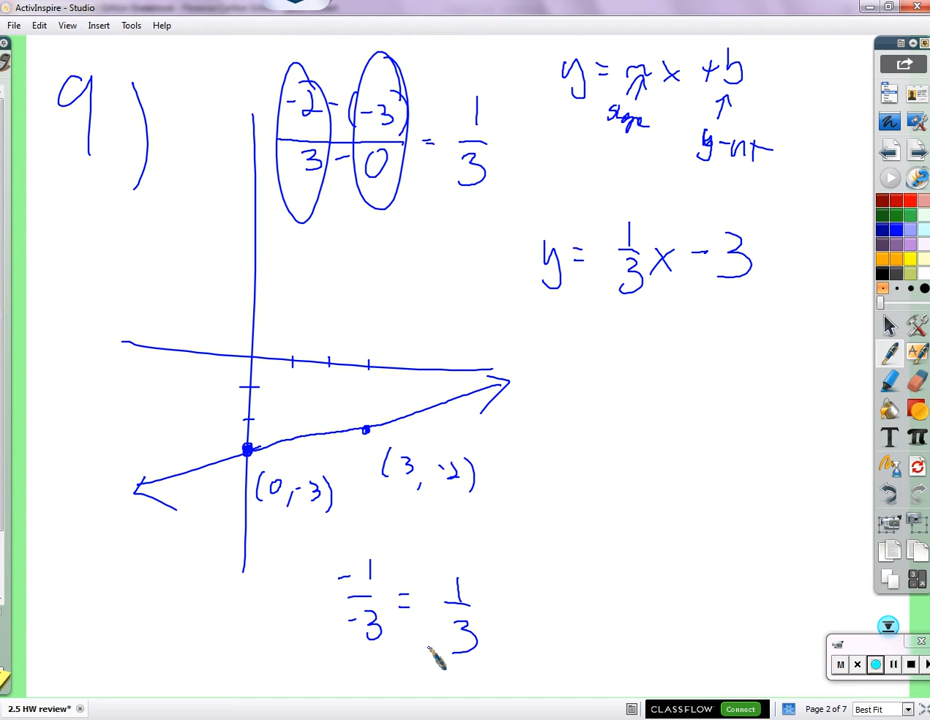 ActivInspire - Studio
File Edit View Insert Tools Help
9)
-2 - (-3)
3 - 0
= 1/3
y = mx + b
slope
y-int
y = 1/3 x - 3
(0, -3)
(3, -2)
-1/-3 = 1/3
M
2.5 HW review*
CLASSFLOW Connect
Page 2 of 7
Best Fit